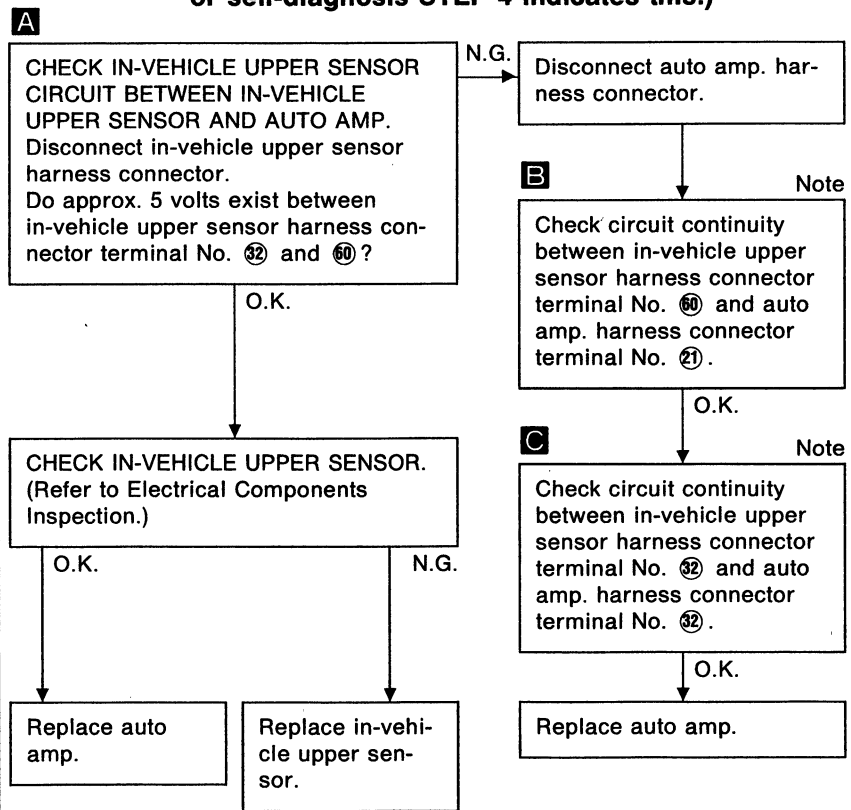 or self-diagnosis STEP 4 indicates this.)
A
CHECK IN-VEHICLE UPPER SENSOR
CIRCUIT BETWEEN IN-VEHICLE
UPPER SENSOR AND AUTO AMP.
Disconnect in-vehicle upper sensor
harness connector.
Do approx. 5 volts exist between
in-vehicle upper sensor harness con-
nector terminal No. ㉜ and 60?
N.G.
Disconnect auto amp. har-
ness connector.
B
Note
Check circuit continuity
between in-vehicle upper
sensor harness connector
terminal No. 60 and auto
amp. harness connector
terminal No. ㉑.
O.K.
O.K.
C
Note
CHECK IN-VEHICLE UPPER SENSOR.
(Refer to Electrical Components
Inspection.)
Check circuit continuity
between in-vehicle upper
sensor harness connector
terminal No. ㉜ and auto
amp. harness connector
terminal No. ㉜.
O.K.
N.G.
O.K.
Replace auto
amp.
Replace in-vehi-
cle upper sen-
sor.
Replace auto amp.